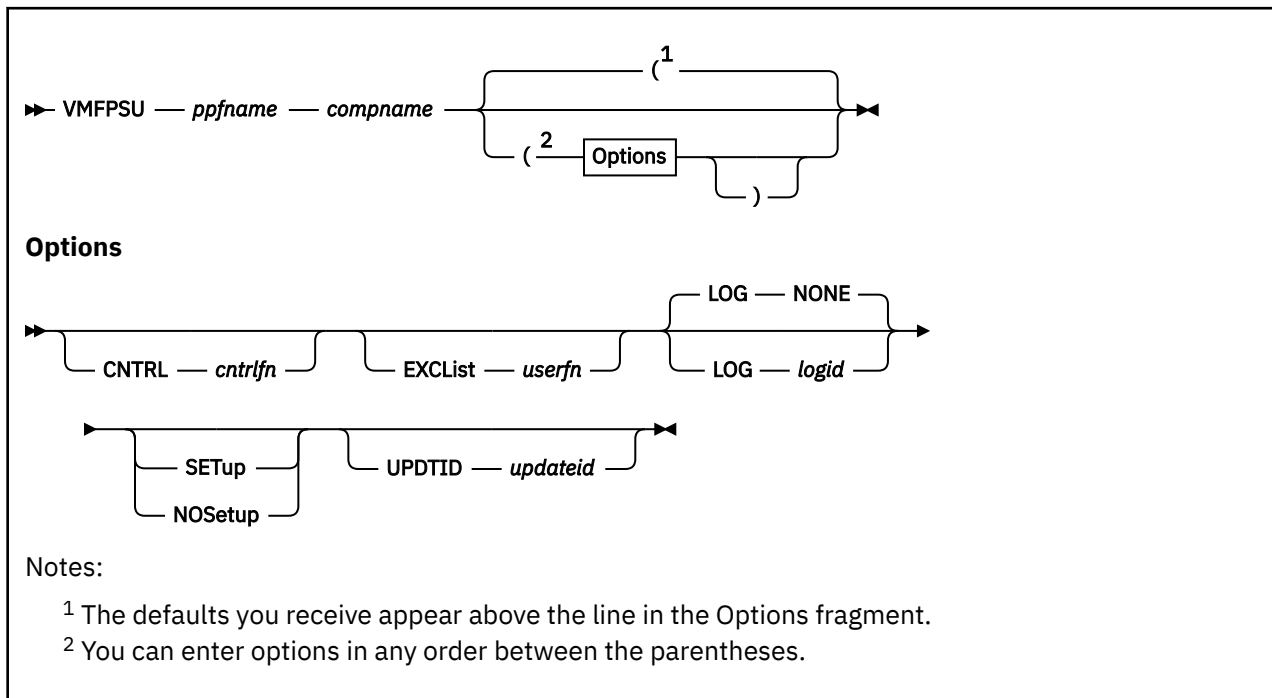 ( 1
VMFPSU ppfname compname
( 2 Options
)
Options
LOG NONE
CNTRL cntrlfn EXCList userfn LOG logid
SETup UPDTID updateid
NOSetup
Notes:
1 The defaults you receive appear above the line in the Options fragment.
2 You can enter options in any order between the parentheses.